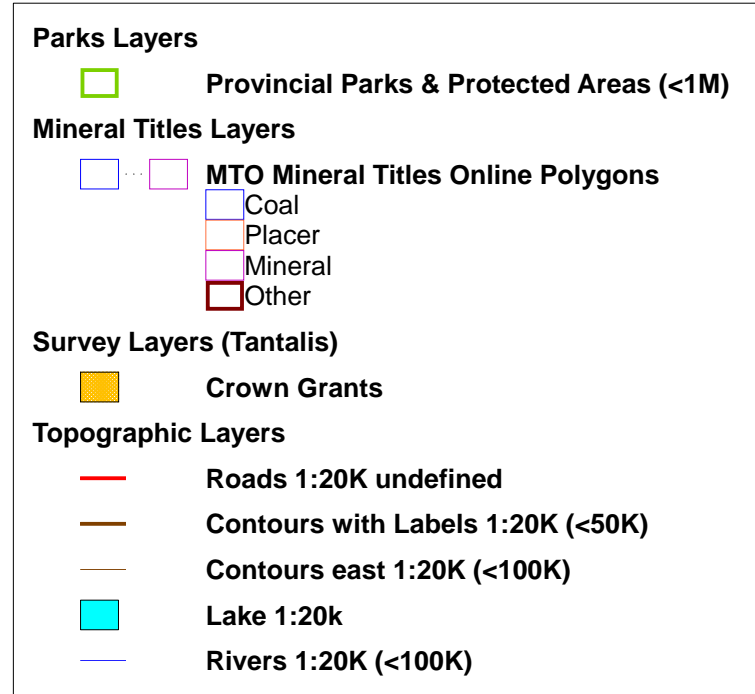 Parks Layers
Provincial Parks & Protected Areas (<1M)
Mineral Titles Layers
MTO Mineral Titles Online Polygons
Coal
Placer
Mineral
Other
Survey Layers (Tantalis)
Crown Grants
Topographic Layers
Roads 1:20K undefined
Contours with Labels 1:20K (<50K)
Contours east 1:20K (<100K)
Lake 1:20k
Rivers 1:20K (<100K)